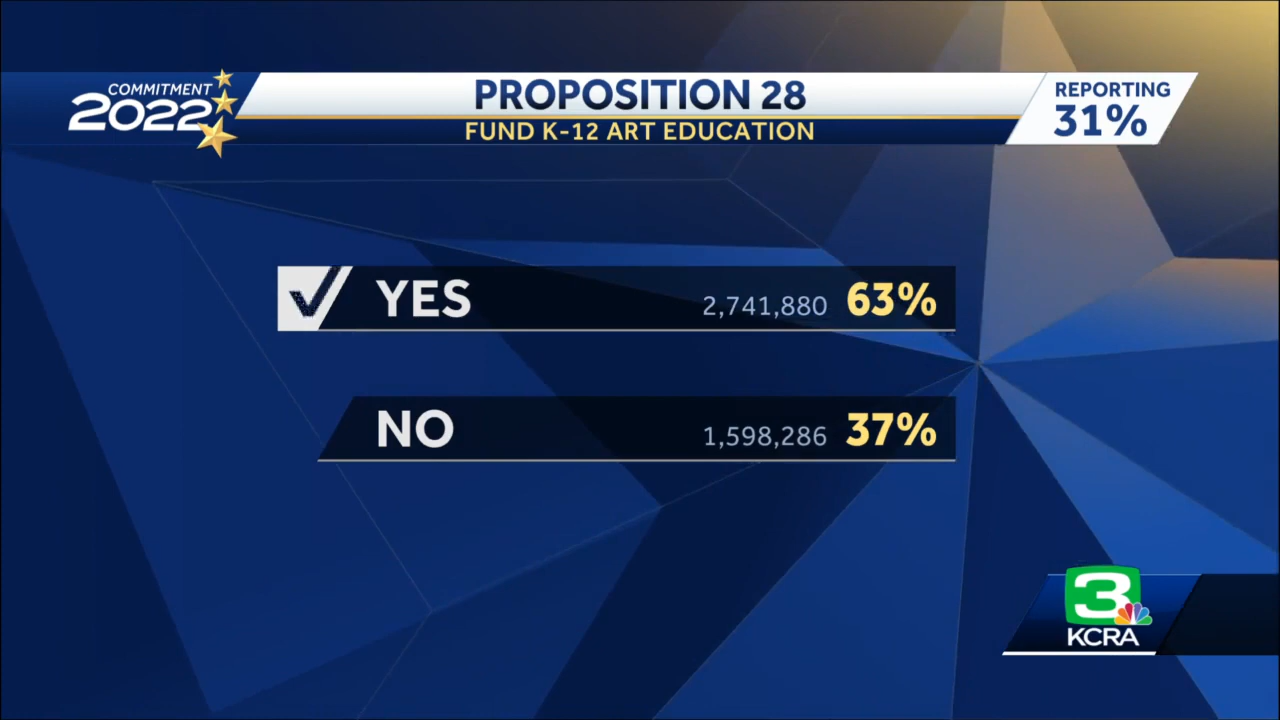 COMMITMENT
2022
PROPOSITION 28
FUND K-12 ART EDUCATION
REPORTING
31%
YES 2,741,880 63%
NO 1,598,286 37%
3
KCRA